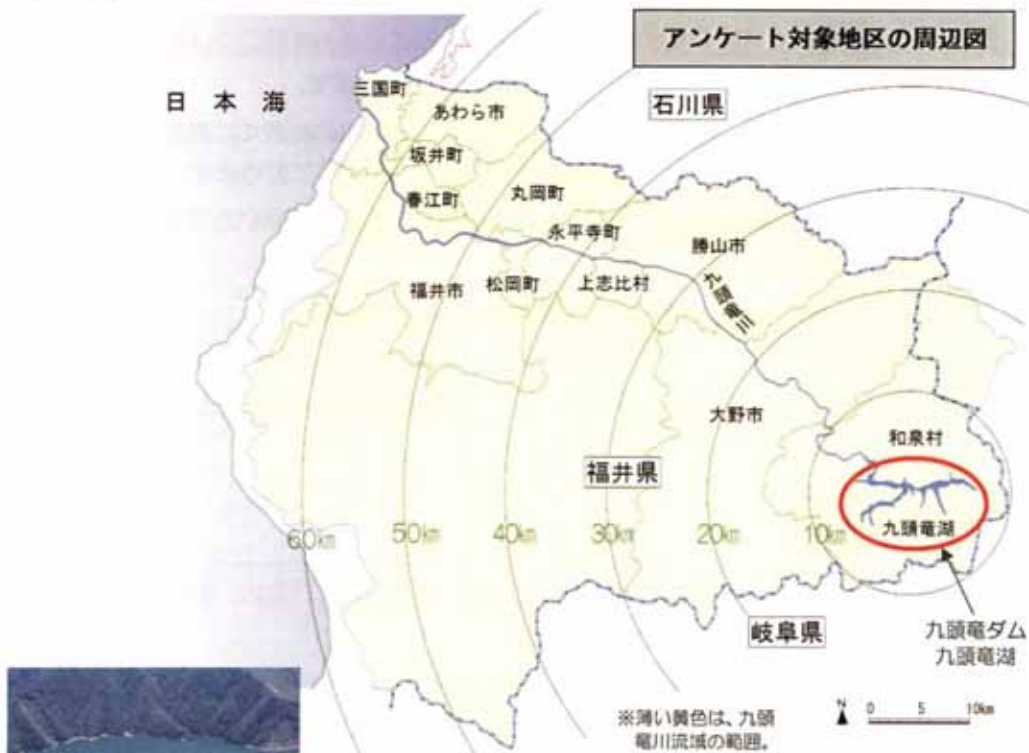 アンケート対象地区の周辺図
日本海
石川県
三国町
あわら市
坂井町
春江町
丸岡町
永平寺町
勝山市
福井市
松岡町
上志比村
九頭竜川
大野市
和泉村
福井県
九頭竜湖
60km
50km
40km
30km
20km
10km
岐阜県
九頭竜ダム
九頭竜湖
※薄い黄色は、九頭
竜川流域の範囲。
N
0 5 10km